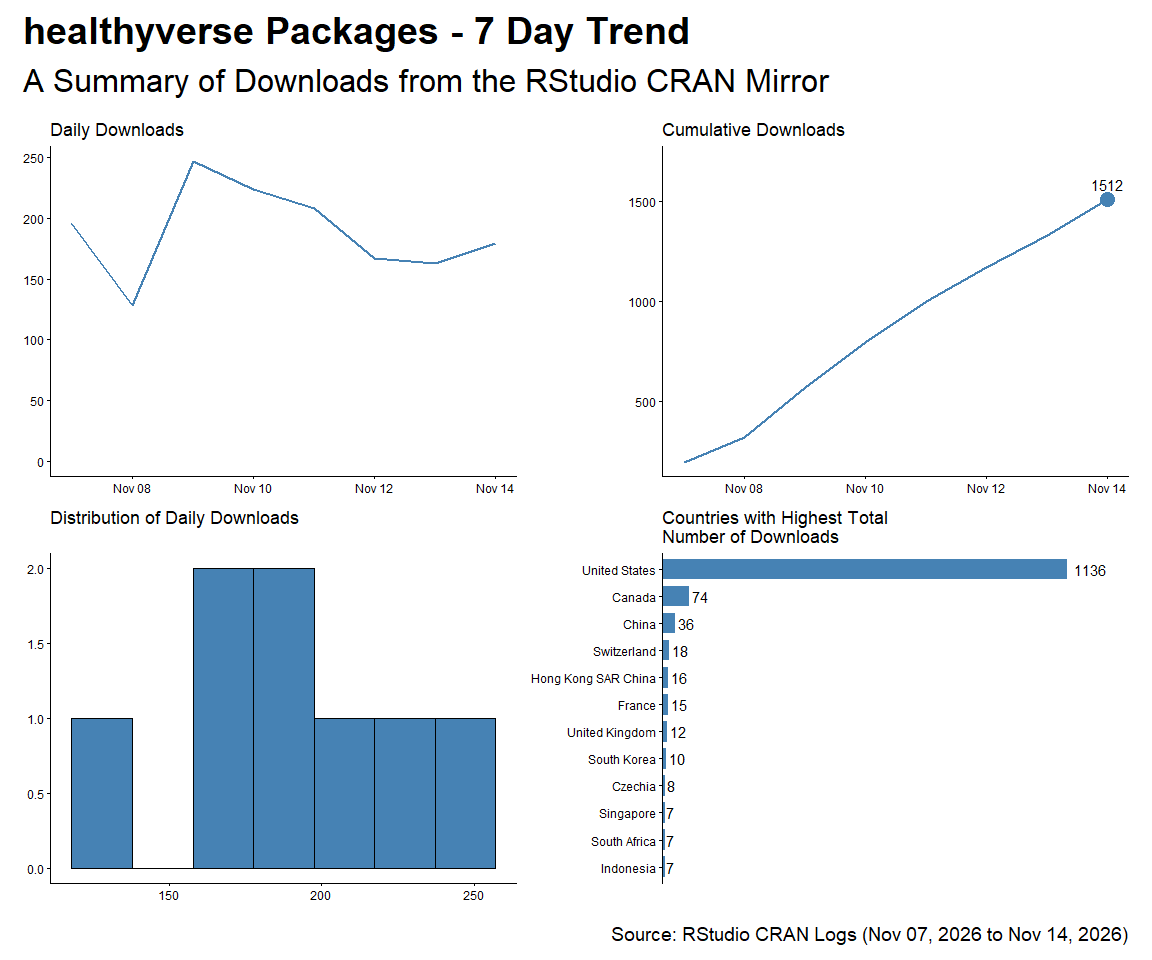 healthyverse Packages - 7 Day Trend
A Summary of Downloads from the RStudio CRAN Mirror
Daily Downloads
250
200
150
100
50
0
Nov 08
Nov 10
Nov 12
Nov 14
Cumulative Downloads
1512
1500
1000
500
Nov 08
Nov 10
Nov 12
Nov 14
Distribution of Daily Downloads
2.0
1.5
1.0
0.5
0.0
150
200
250
Countries with Highest Total
Number of Downloads
United States 1136
Canada 74
China 36
Switzerland 18
Hong Kong SAR China 16
France 15
United Kingdom 12
South Korea 10
Czechia 8
Singapore 7
South Africa 7
Indonesia 7
Source: RStudio CRAN Logs (Nov 07, 2026 to Nov 14, 2026)